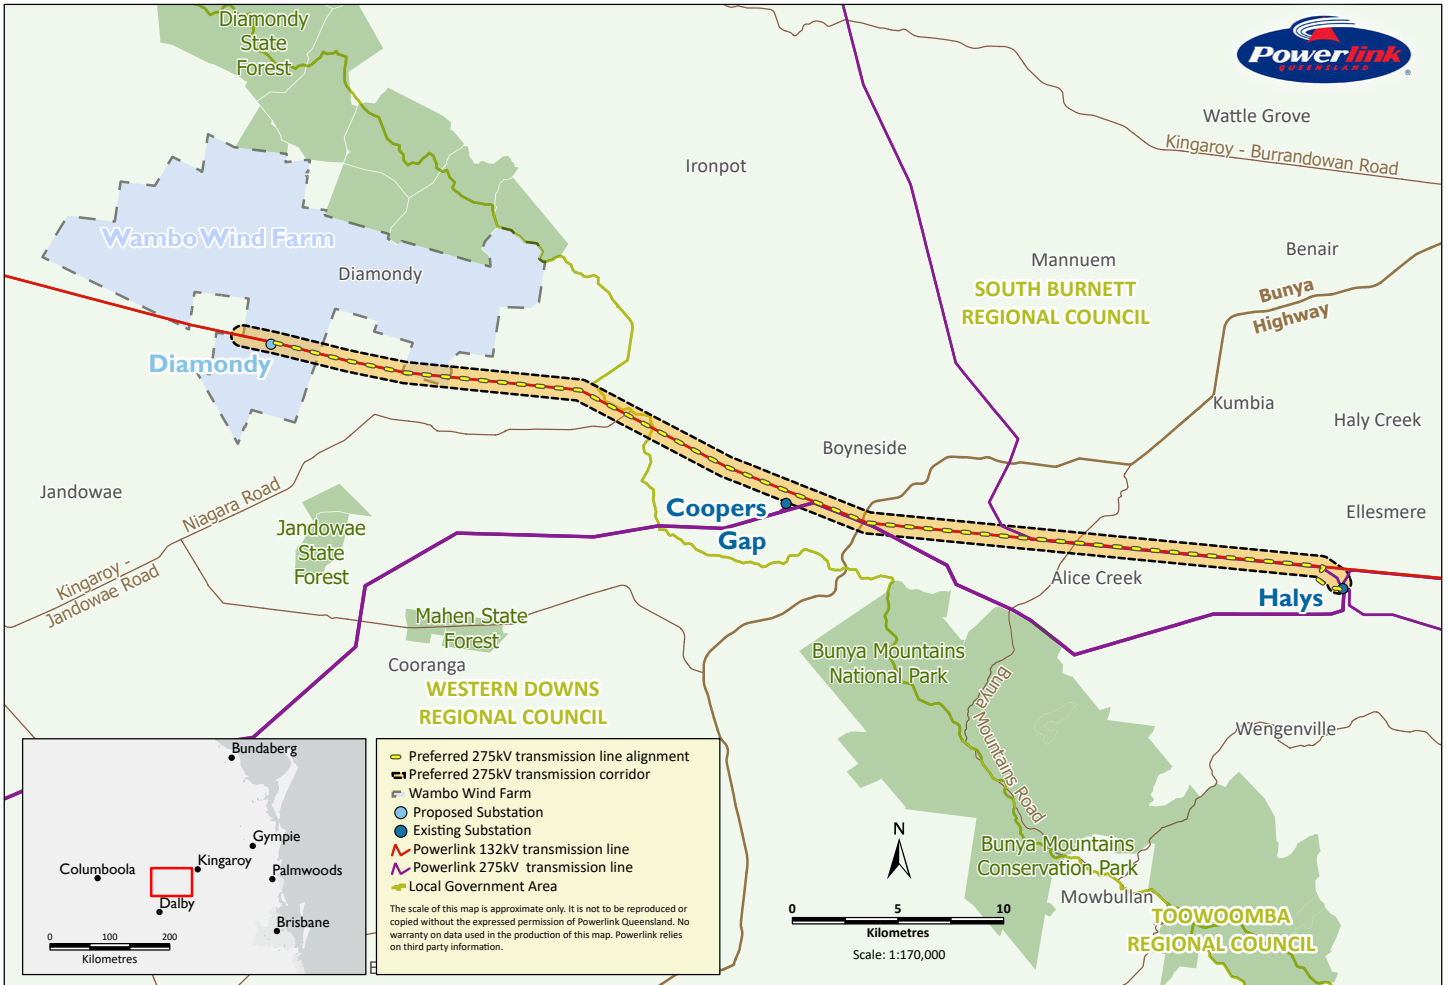 Diamondy
State
Forest
Powerlink
QUEENSLAND
®
Wattle Grove
Kingaroy - Burrandowan Road
Ironpot
Wambo Wind Farm
Diamondy
Mannuem
Benair
SOUTH BURNETT
REGIONAL COUNCIL
Bunya
Highway
Diamondy
Kumbia
Haly Creek
Boyneside
Jandowae
Niagara Road
Coopers
Gap
Ellesmere
Jandowae
State
Forest
Kingaroy -
Jandowae Road
Alice Creek
Halys
Mahen State
Forest
Cooranga
Bunya Mountains
National Park
WESTERN DOWNS
REGIONAL COUNCIL
Bunya Mountains Road
Wengenville
Bunya Mountains
Conservation Park
Mowbullan
TOOWOOMBA
REGIONAL COUNCIL
Bundaberg
Gympie
Columboola
Kingaroy
Palmwoods
Dalby
Brisbane
0 100 200
Kilometres
Preferred 275kV transmission line alignment
Preferred 275kV transmission corridor
Wambo Wind Farm
Proposed Substation
Existing Substation
Powerlink 132kV transmission line
Powerlink 275kV transmission line
Local Government Area
The scale of this map is approximate only. It is not to be reproduced or
copied without the expressed permission of Powerlink Queensland. No
warranty on data used in the production of this map. Powerlink relies
on third party information.
N
0 5 10
Kilometres
Scale: 1:170,000